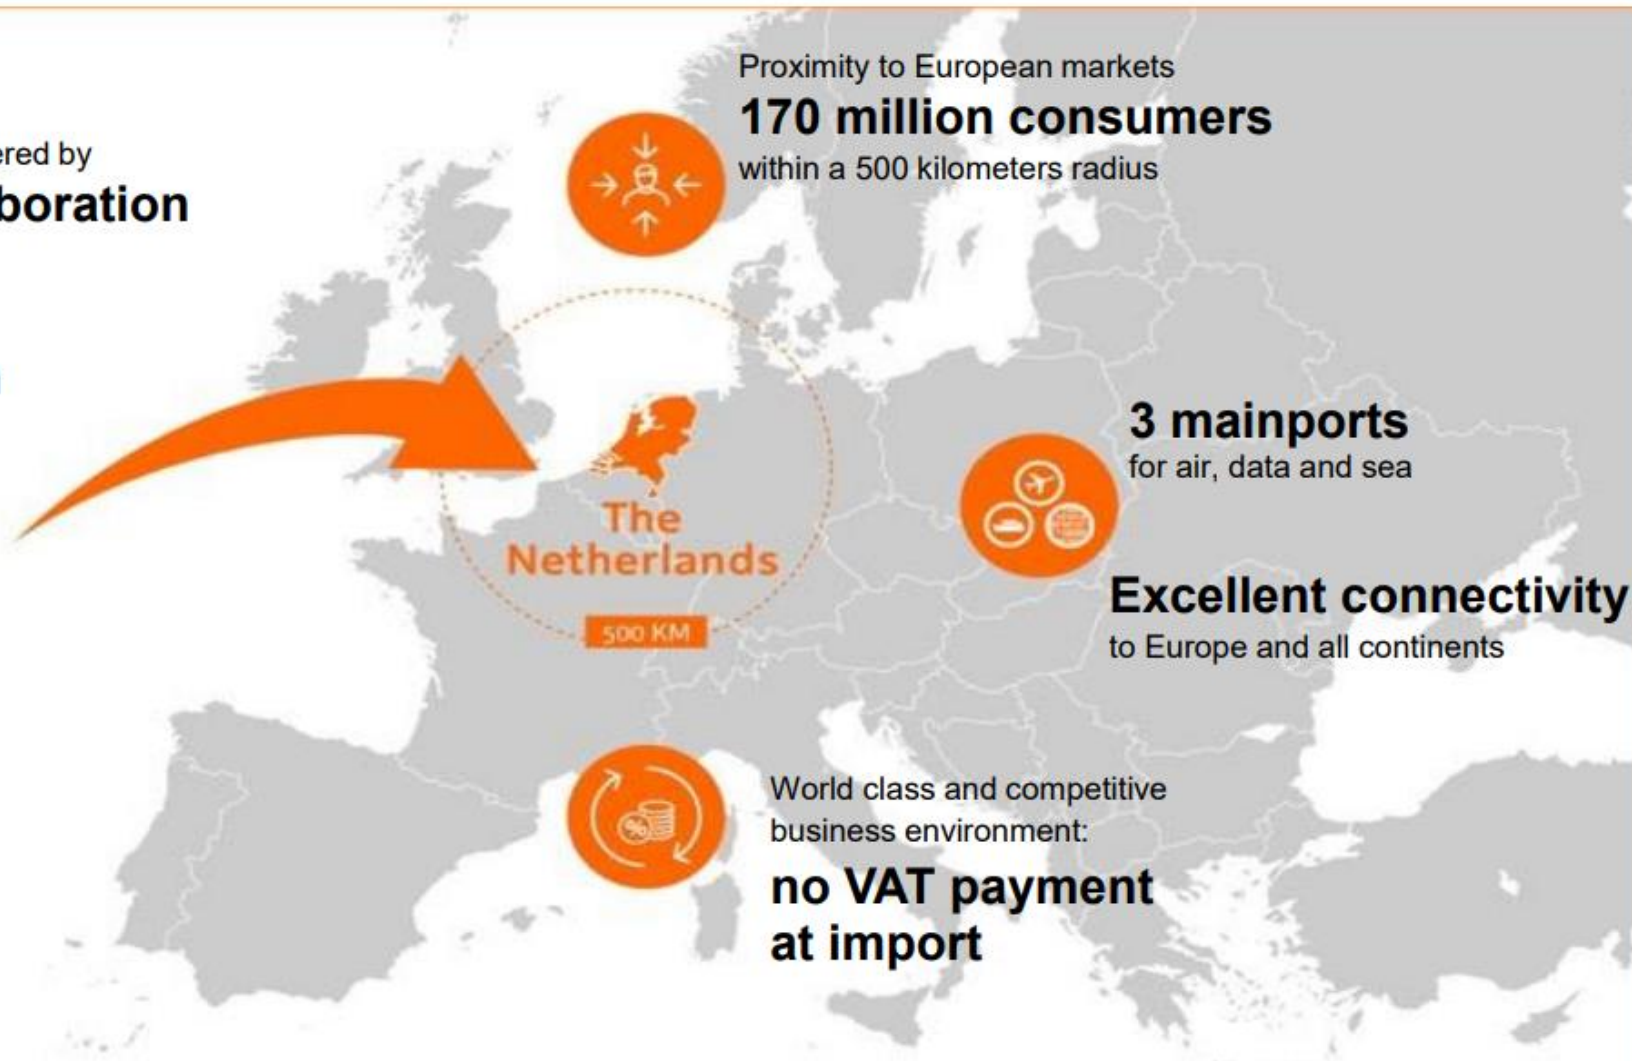 Proximity to European markets
170 million consumers
within a 500 kilometers radius
ered by
boration
3 mainports
for air, data and sea
The
Netherlands
Excellent connectivity
to Europe and all continents
500 KM
World class and competitive
business environment:
no VAT payment
at import
%